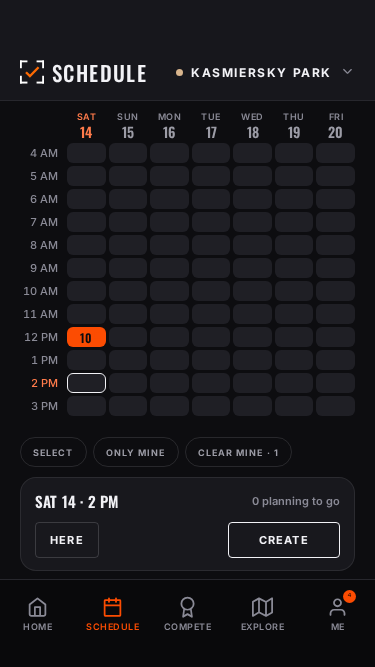 SCHEDULE
KASMIERSKY PARK
SAT SUN MON TUE WED THU FRI
14 15 16 17 18 19 20
4 AM
5 AM
6 AM
7 AM
8 AM
9 AM
10 AM
11 AM
12 PM 10
1 PM
2 PM
3 PM
SELECT ONLY MINE CLEAR MINE · 1
SAT 14 · 2 PM 0 planning to go
HERE CREATE
HOME SCHEDULE COMPETE EXPLORE ME